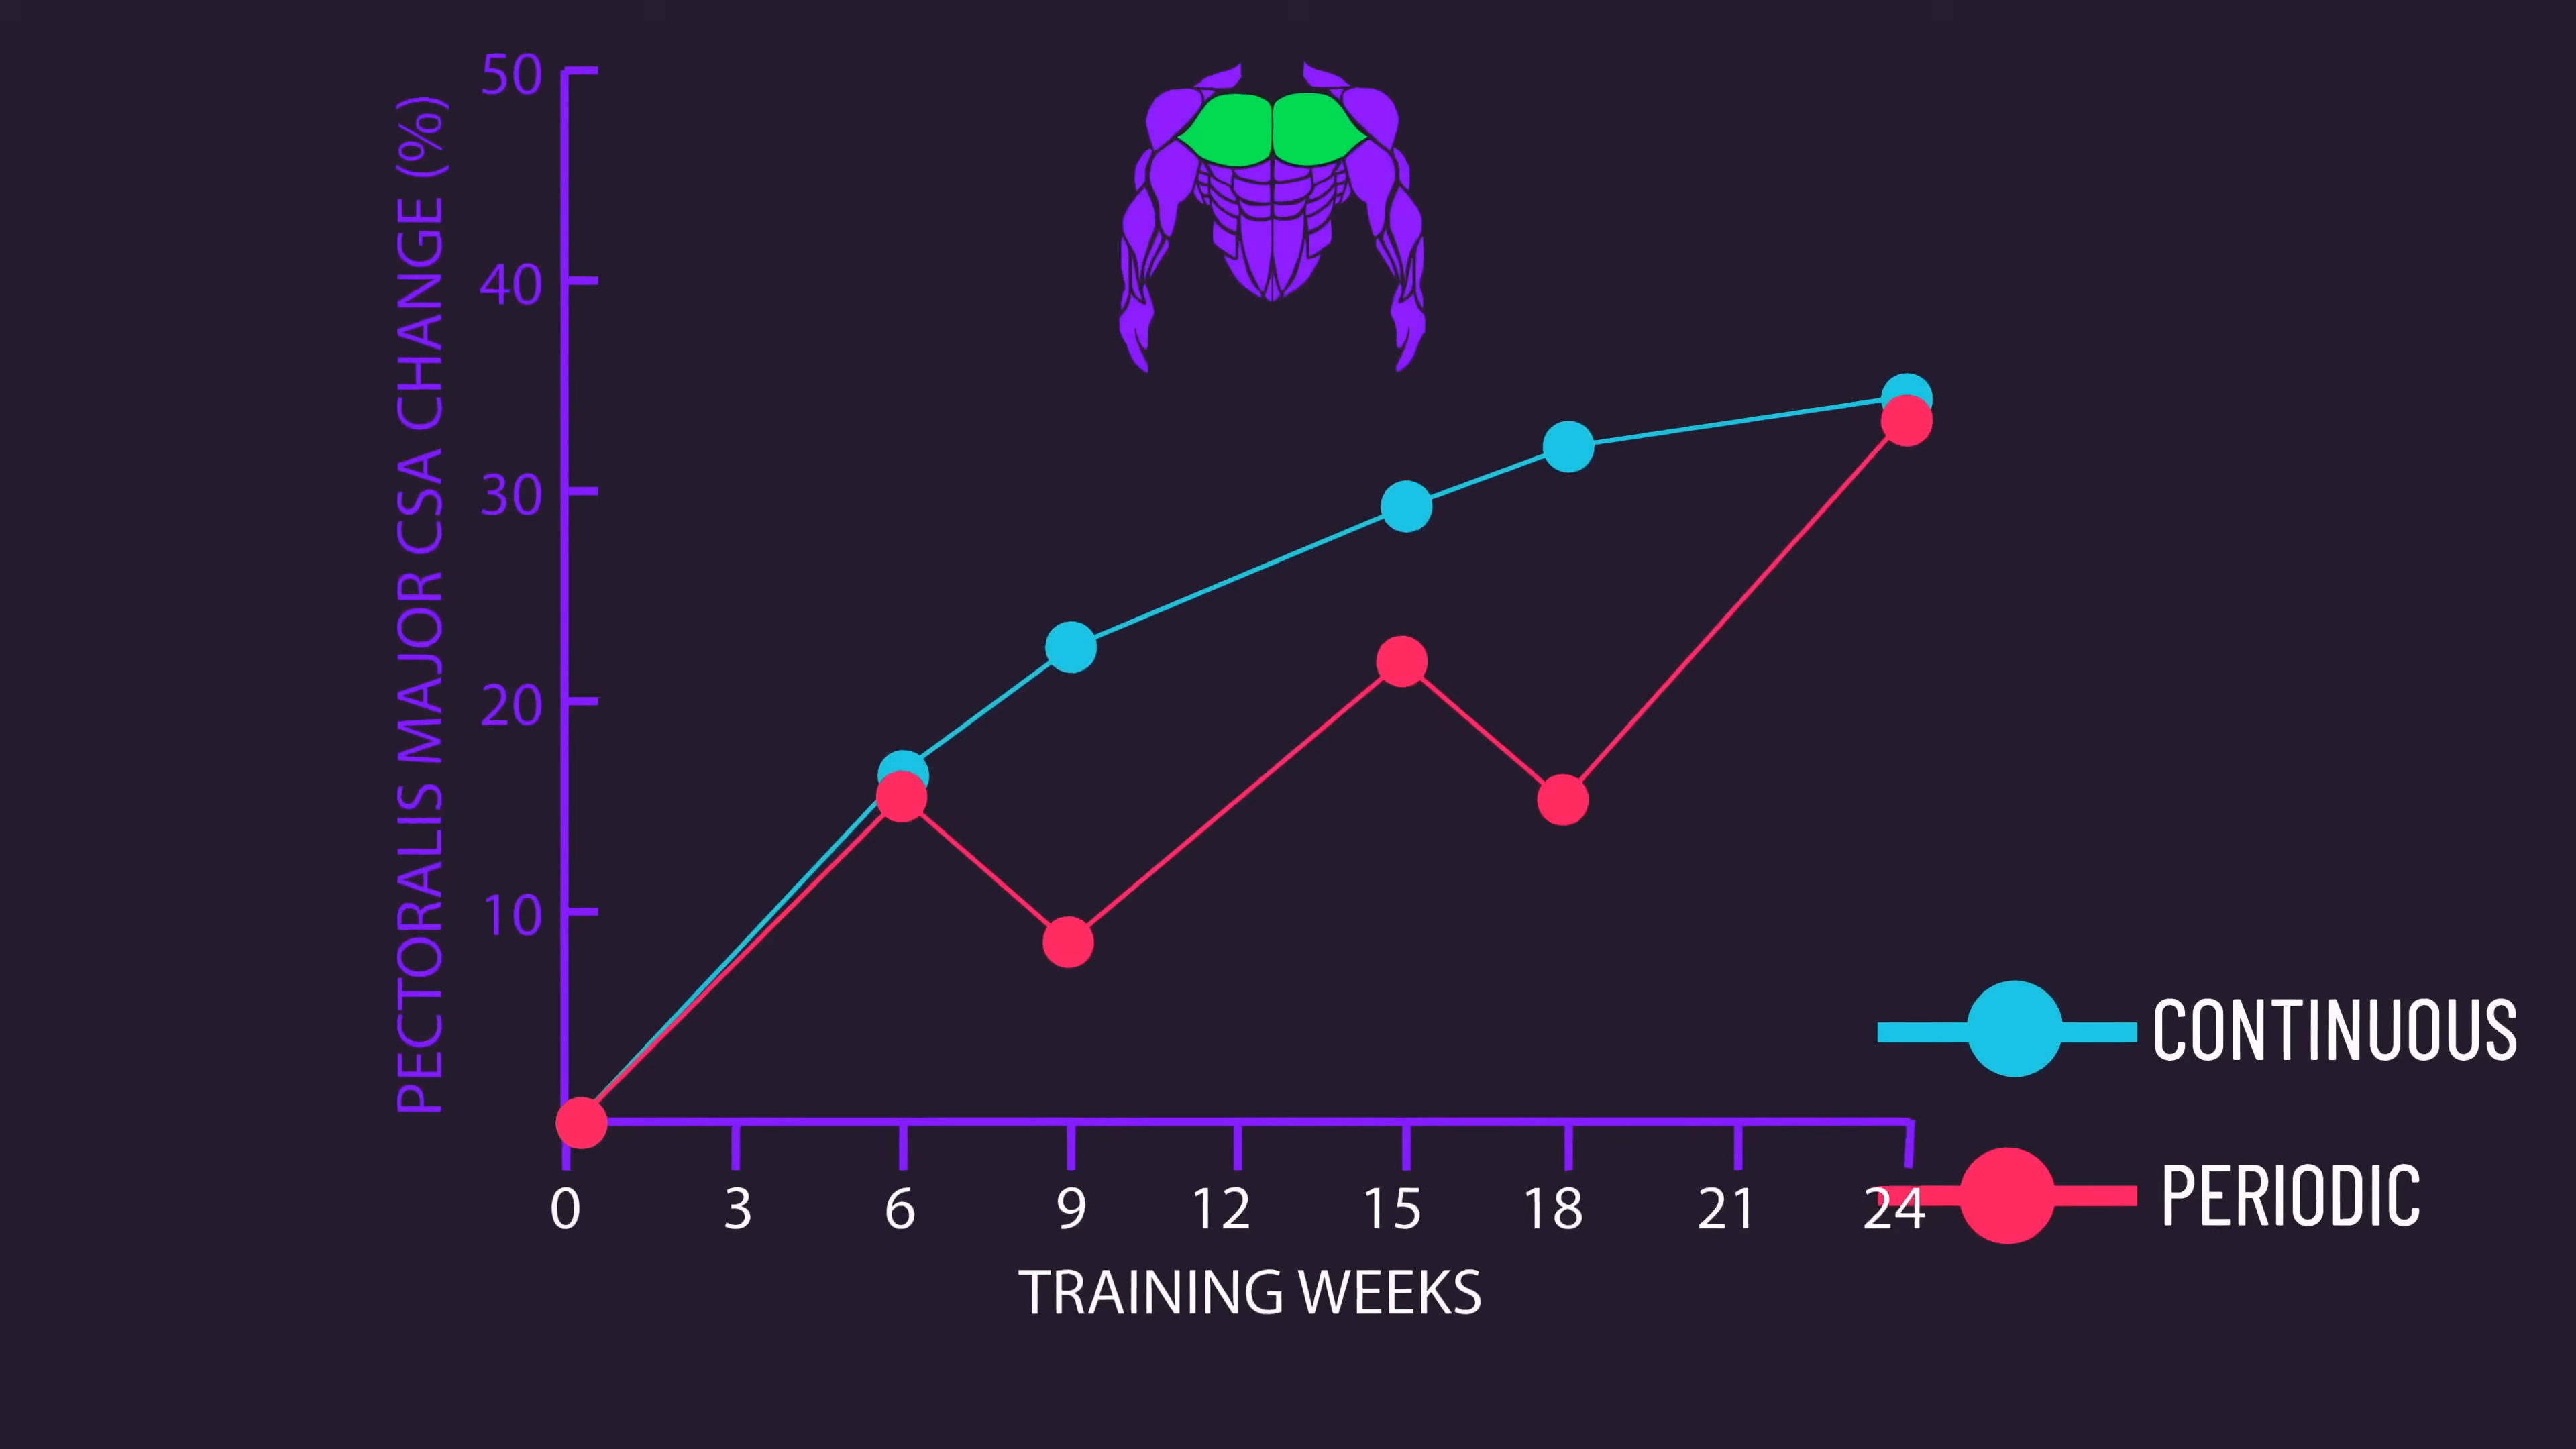 PECTORALIS MAJOR CSA CHANGE (%)
50
40
30
20
10
0 3 6 9 12 15 18 21 24
TRAINING WEEKS
CONTINUOUS
PERIODIC